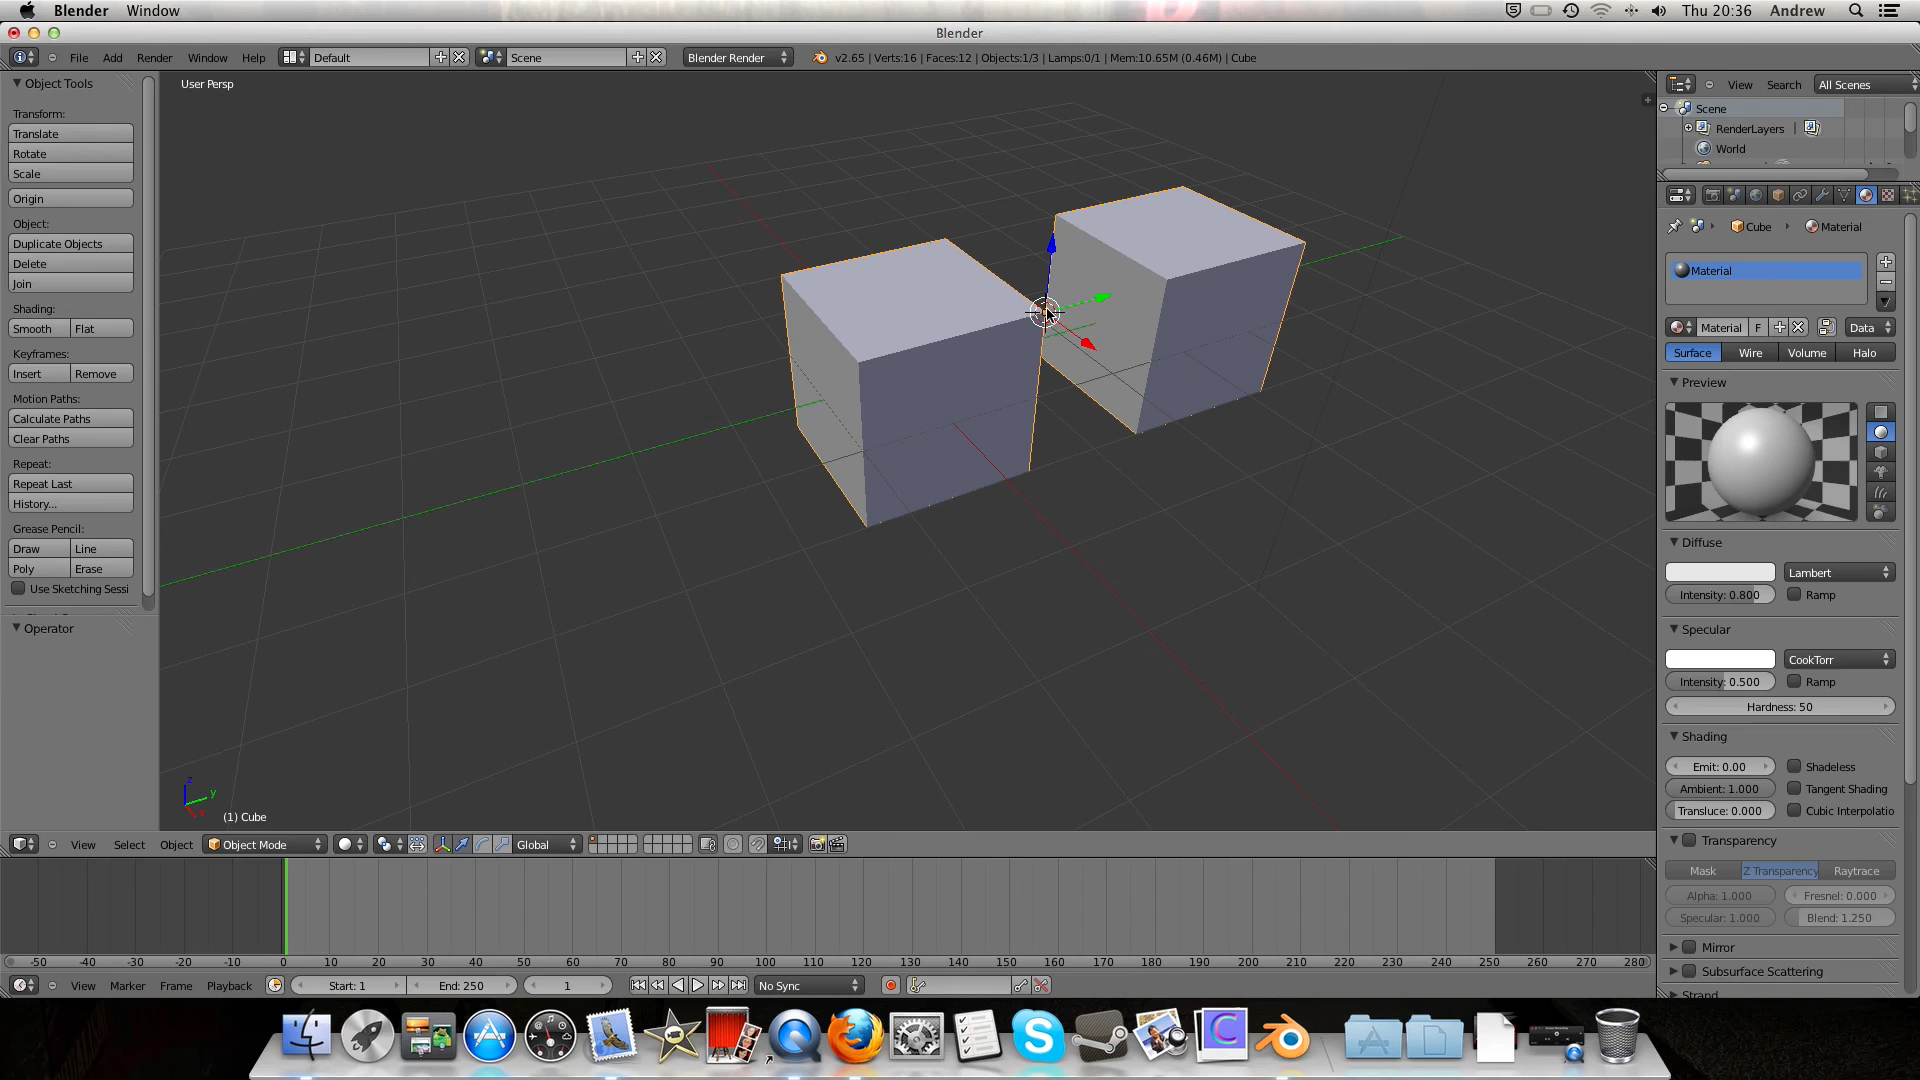 Blender Window
Thu 20:36 Andrew
Blender
File Add Render Window Help Default Scene Blender Render v2.65 | Verts:16 | Faces:12 | Objects:1/3 | Lamps:0/1 | Mem:10.65M (0.46M) | Cube
Object Tools
Transform:
Translate
Rotate
Scale
Origin
Object:
Duplicate Objects
Delete
Join
Shading:
Smooth Flat
Keyframes:
Insert Remove
Motion Paths:
Calculate Paths
Clear Paths
Repeat:
Repeat Last
History...
Grease Pencil:
Draw Line
Poly Erase
Use Sketching Sessi
Operator
User Persp
z
y
x
(1) Cube
View Select Object Object Mode Global
-50 -40 -30 -20 -10 0 10 20 30 40 50 60 70 80 90 100 110 120 130 140 150 160 170 180 190 200 210 220 230 240 250 260 270 280
View Marker Frame Playback Start: 1 End: 250 1 No Sync
View Search All Scenes
Scene
RenderLayers
World
Cube Material
Material
Material F Data
Surface Wire Volume Halo
Preview
Diffuse
Lambert
Intensity: 0.800 Ramp
Specular
CookTorr
Intensity: 0.500 Ramp
Hardness: 50
Shading
Emit: 0.00 Shadeless
Ambient: 1.000 Tangent Shading
Transluce: 0.000 Cubic Interpolatio
Transparency
Mask Z Transparency Raytrace
Alpha: 1.000 Fresnel: 0.000
Specular: 1.000 Blend: 1.250
Mirror
Subsurface Scattering
Strand